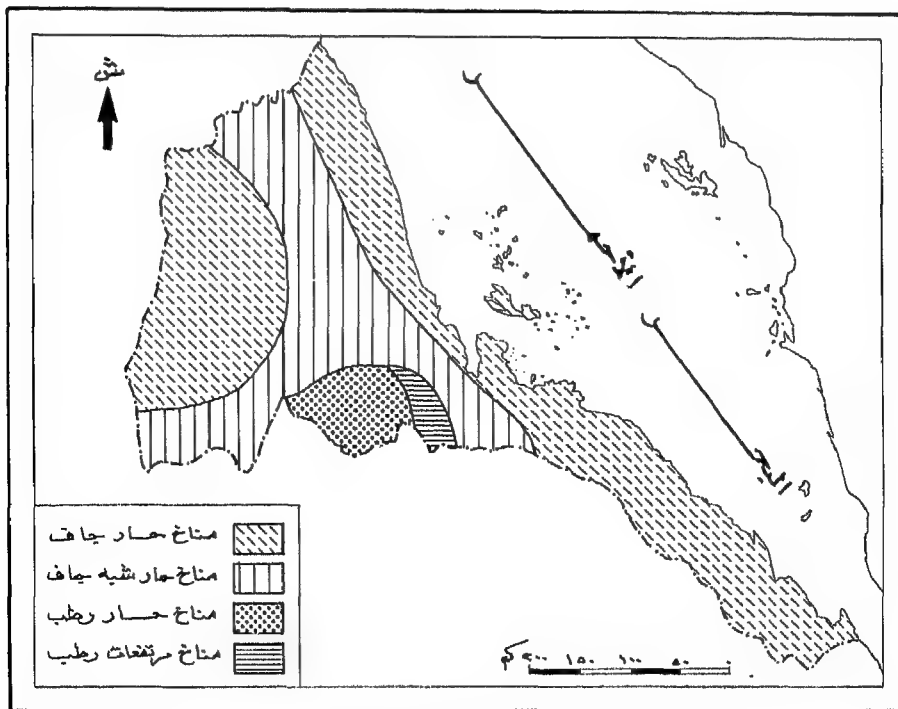 ش
البحر
الأحمر
مناخ حار جاف
مناخ حار شبه جاف
مناخ حار رطب
مناخ مرتفعات رطب
٢٠٠ ١٥٠ ١٠٠ ٥٠ ٠ كم